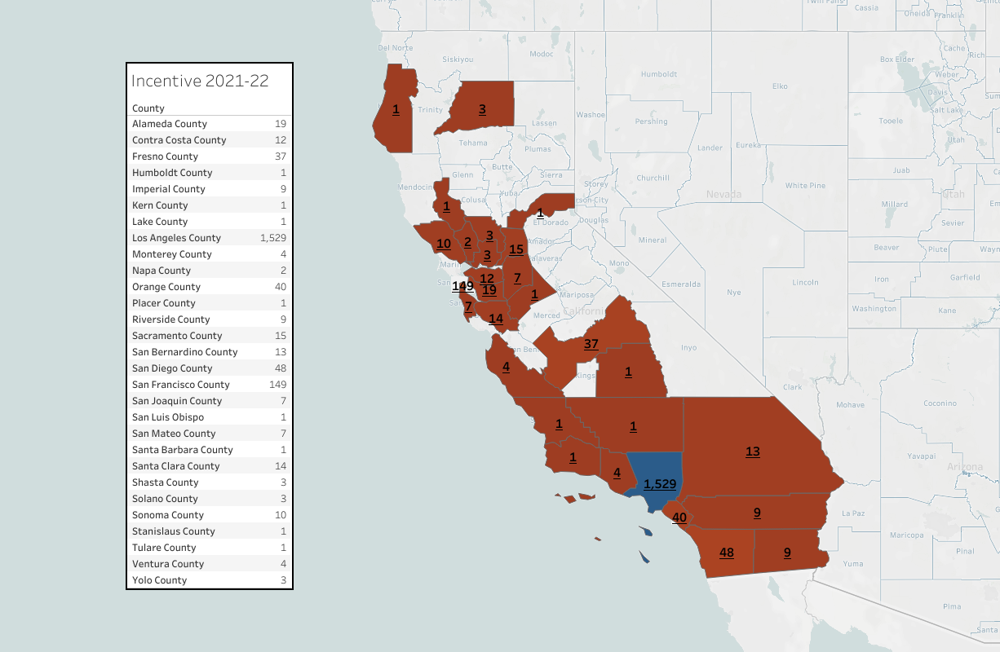 Incentive 2021-22
County
Alameda County 19
Contra Costa County 12
Fresno County 37
Humboldt County 1
Imperial County 9
Kern County 1
Lake County 1
Los Angeles County 1,529
Monterey County 4
Napa County 2
Orange County 40
Placer County 1
Riverside County 9
Sacramento County 15
San Bernardino County 13
San Diego County 48
San Francisco County 149
San Joaquin County 7
San Luis Obispo 1
San Mateo County 7
Santa Barbara County 1
Santa Clara County 14
Shasta County 3
Solano County 3
Sonoma County 10
Stanislaus County 1
Tulare County 1
Ventura County 4
Yolo County 3
Cassia
Oneida
Franklin
Del Norte
Siskiyou
Modoc
Cache
Rich
Box Elder
Humboldt
Elko
Weber
Davis
1
Trinity
3
Lassen
Washoe
Pershing
Salt Lake
Tooele
Utah
Tehama
Plumas
Lander
Eureka
Butte
Glenn
Sierra
Juab
Mendocino
Colusa
Yuba
Storey
Churchill
White Pine
Nevada
Utah
1
1
El Dorado
Douglas
Millard
Sevier
10
2
3
3
15
Amador
Mineral
Beaver
Piute
Wayne
Marin
Calaveras
Mono
149
12
19
7
1
Esmeralda
Nye
Lincoln
Iron
Garfield
7
14
Mariposa
Merced
California
Washington
Kane
37
Inyo
4
Kings
1
Clark
Mohave
Coconino
1
1
13
Yavapai
Arizona
1
4
1,529
40
9
La Paz
Maricopa
48
9
Yuma
Pinal
Pima
Santa